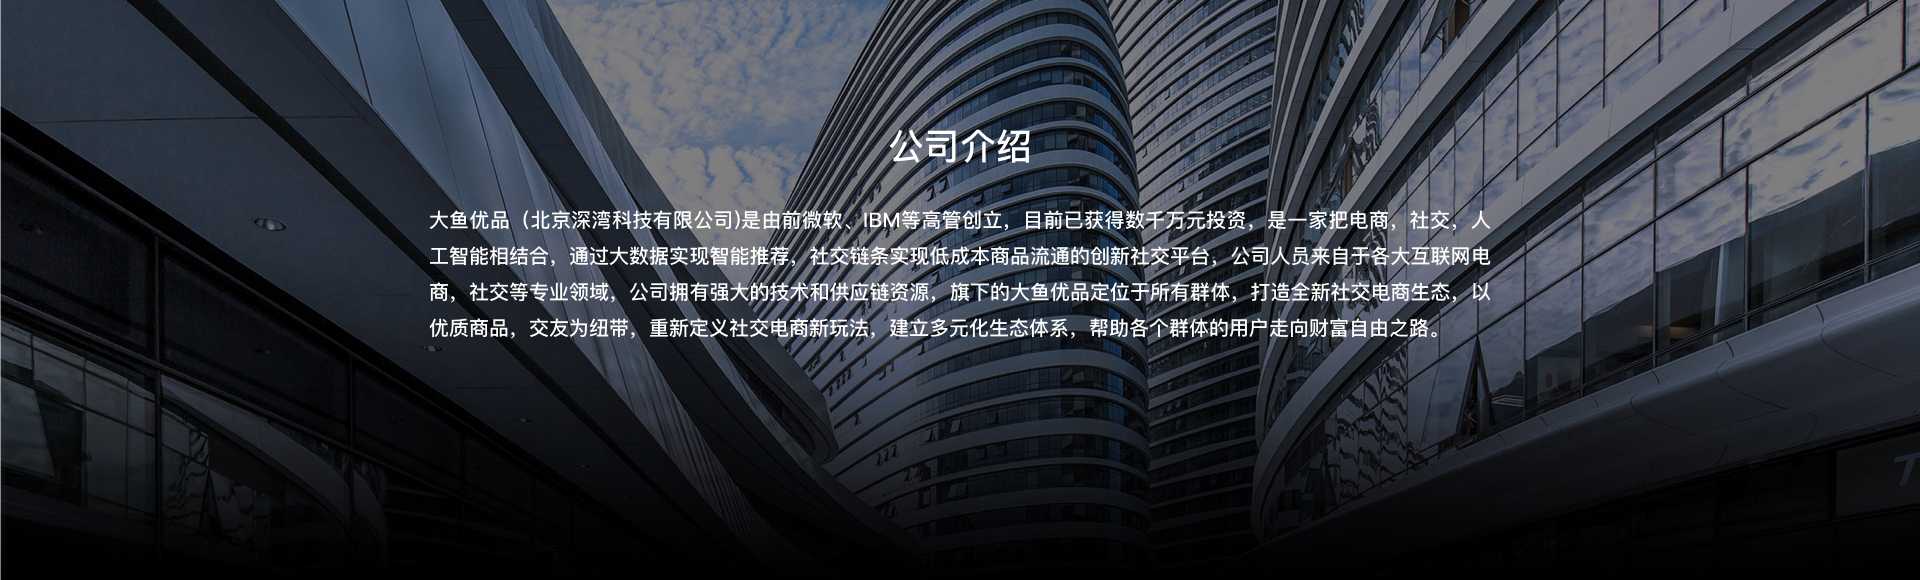 公司介绍
大鱼优品（北京深湾科技有限公司)是由前微软、IBM等高管创立，目前已获得数千万元投资，是一家把电商，社交，人
工智能相结合，通过大数据实现智能推荐，社交链条实现低成本商品流通的创新社交平台，公司人员来自于各大互联网电
商，社交等专业领域，公司拥有强大的技术和供应链资源，旗下的大鱼优品定位于所有群体，打造全新社交电商生态，以
优质商品，交友为纽带，重新定义社交电商新玩法，建立多元化生态体系，帮助各个群体的用户走向财富自由之路。